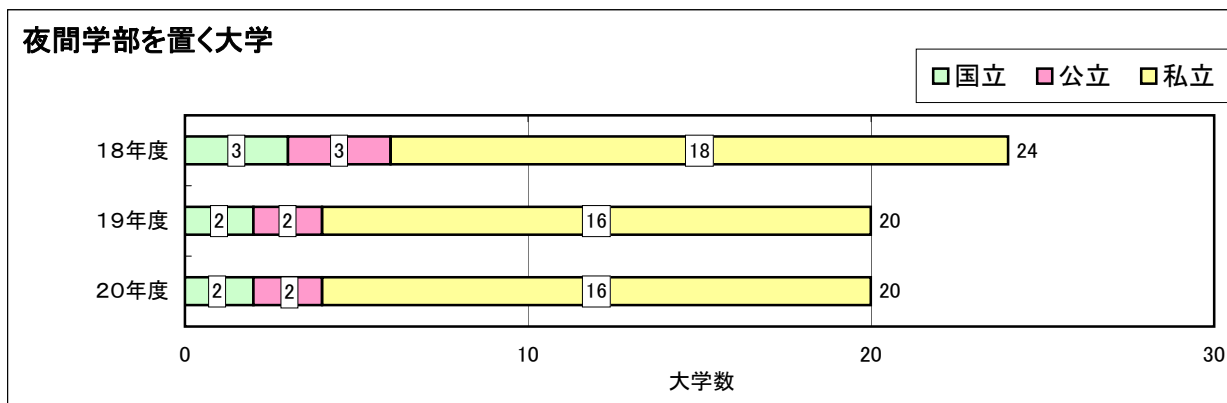 夜間学部を置く大学
国立 公立 私立
18年度 3 3 18 24
19年度 2 2 16 20
20年度 2 2 16 20
0 10 20 30
大学数